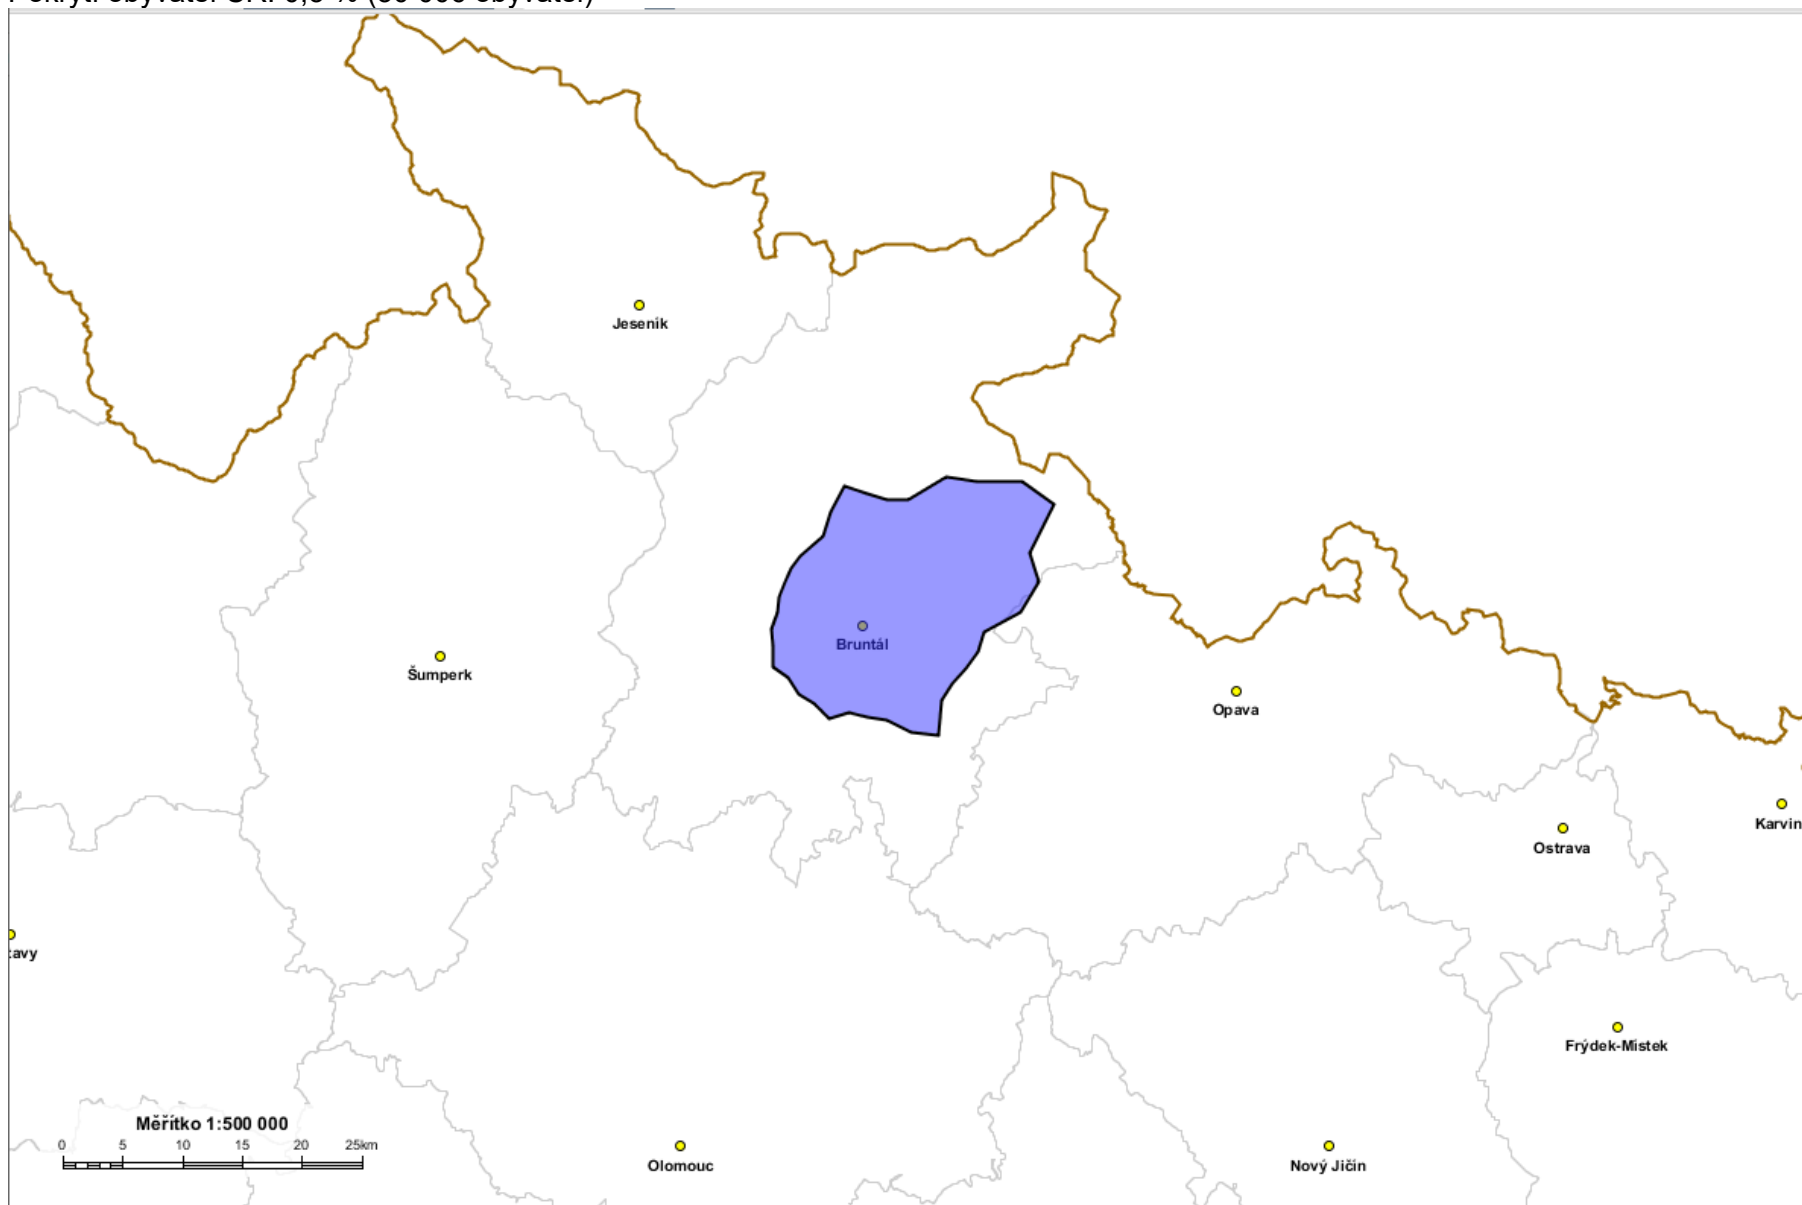 Jeseník
Bruntál
Šumperk
Opava
Karvin
Ostrava
tavy
Frýdek-Místek
Měřítko 1:500 000
0 5 10 15 20 25km
Olomouc
Nový Jičín